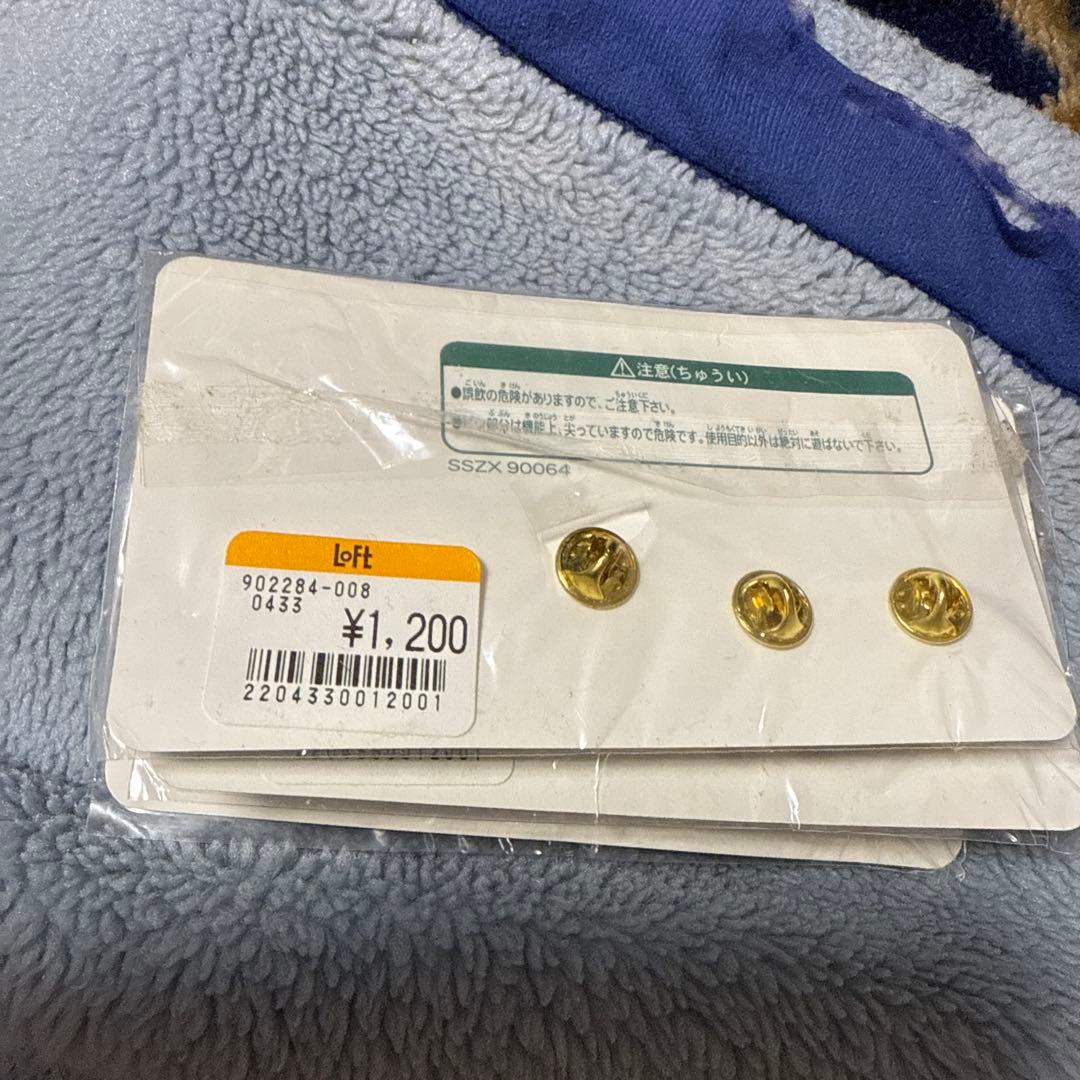 ⚠注意(ちゅうい)
●誤飲の危険がありますので、ご注意下さい。
●ピン部分は機能上、尖っていますので危険です。使用目的以外は絶対に遊ばないで下さい。
SSZX 90064
LoFt
902284-008
0433
¥1,200
2204330012001